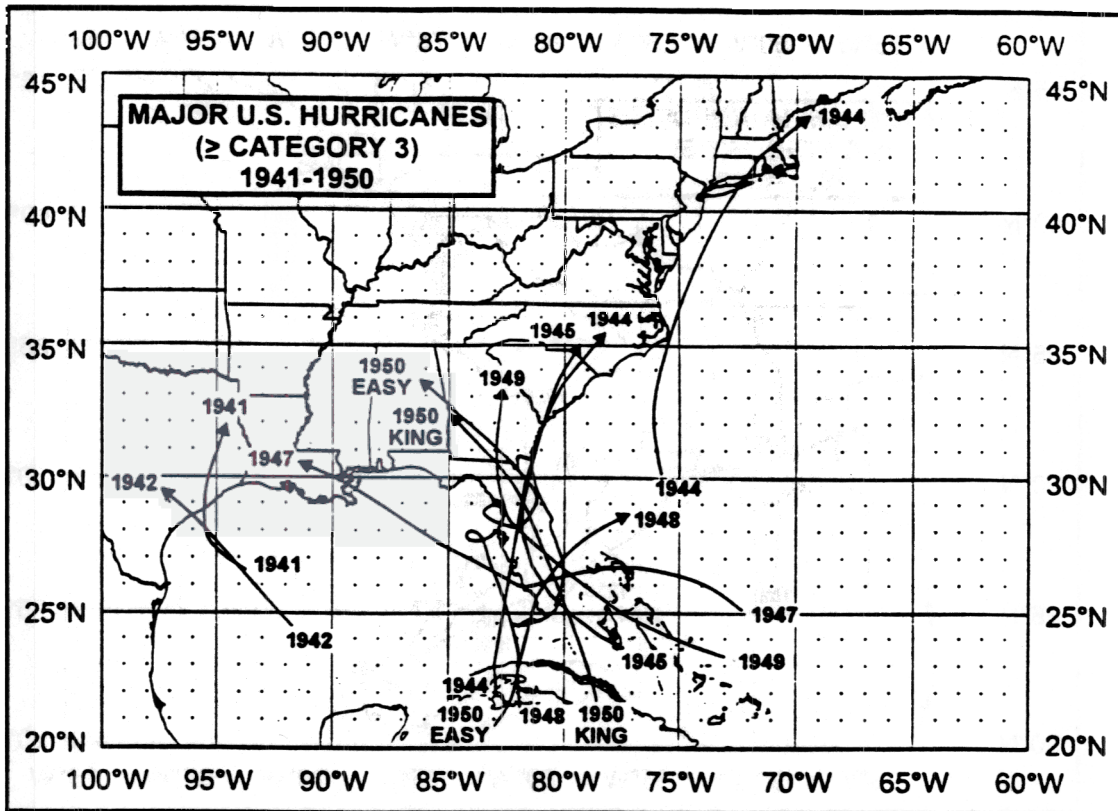 100°W 95°W 90°W 85°W 80°W 75°W 70°W 65°W 60°W
45°N 45°N
MAJOR U.S. HURRICANES
(≥ CATEGORY 3)
1941-1950
1944
40°N 40°N
1945 1944
35°N 35°N
1950
EASY
1949
1941
1950
KING
1947
1942 30°N 1944 30°N
1948
1941
25°N 1947 25°N
1942
1945 1949
1944
1950
EASY
1948
1950
KING
20°N 20°N
100°W 95°W 90°W 85°W 80°W 75°W 70°W 65°W 60°W